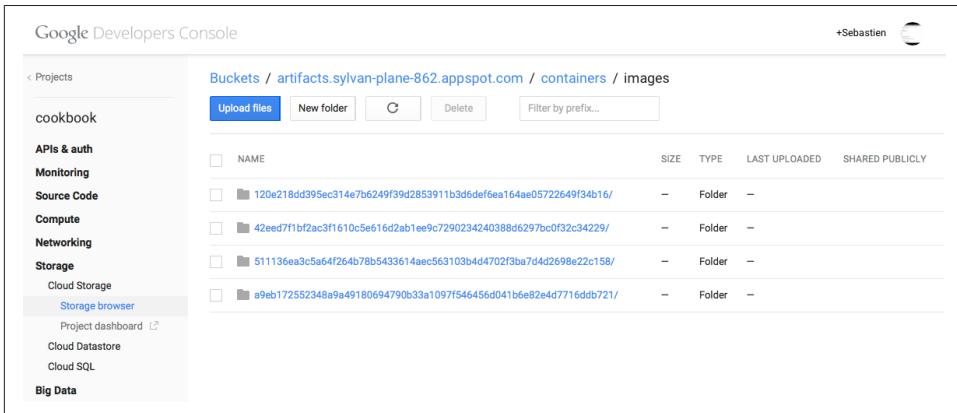 Google Developers Console
+Sebastien
< Projects
cookbook
APIs & auth
Monitoring
Source Code
Compute
Networking
Storage
Cloud Storage
Storage browser
Project dashboard
Cloud Datastore
Cloud SQL
Big Data
Buckets / artifacts.sylvan-plane-862.appspot.com / containers / images
Upload files New folder Delete Filter by prefix...
NAME SIZE TYPE LAST UPLOADED SHARED PUBLICLY
120e218dd395ec314e7b6249f39d2853911b3d6def6ea164ae05722649f34b16/ — Folder —
42eed7f1bf2ac3f1610c5e616d2ab1ee9c7290234240388d6297bc0f32c34229/ — Folder —
511136ea3c5a64f264b78b5433614aec563103b4d4702f3ba7d4d2698e22c158/ — Folder —
a9eb172552348a9a49180694790b33a1097f546456d041b6e82e4d7716ddb721/ — Folder —